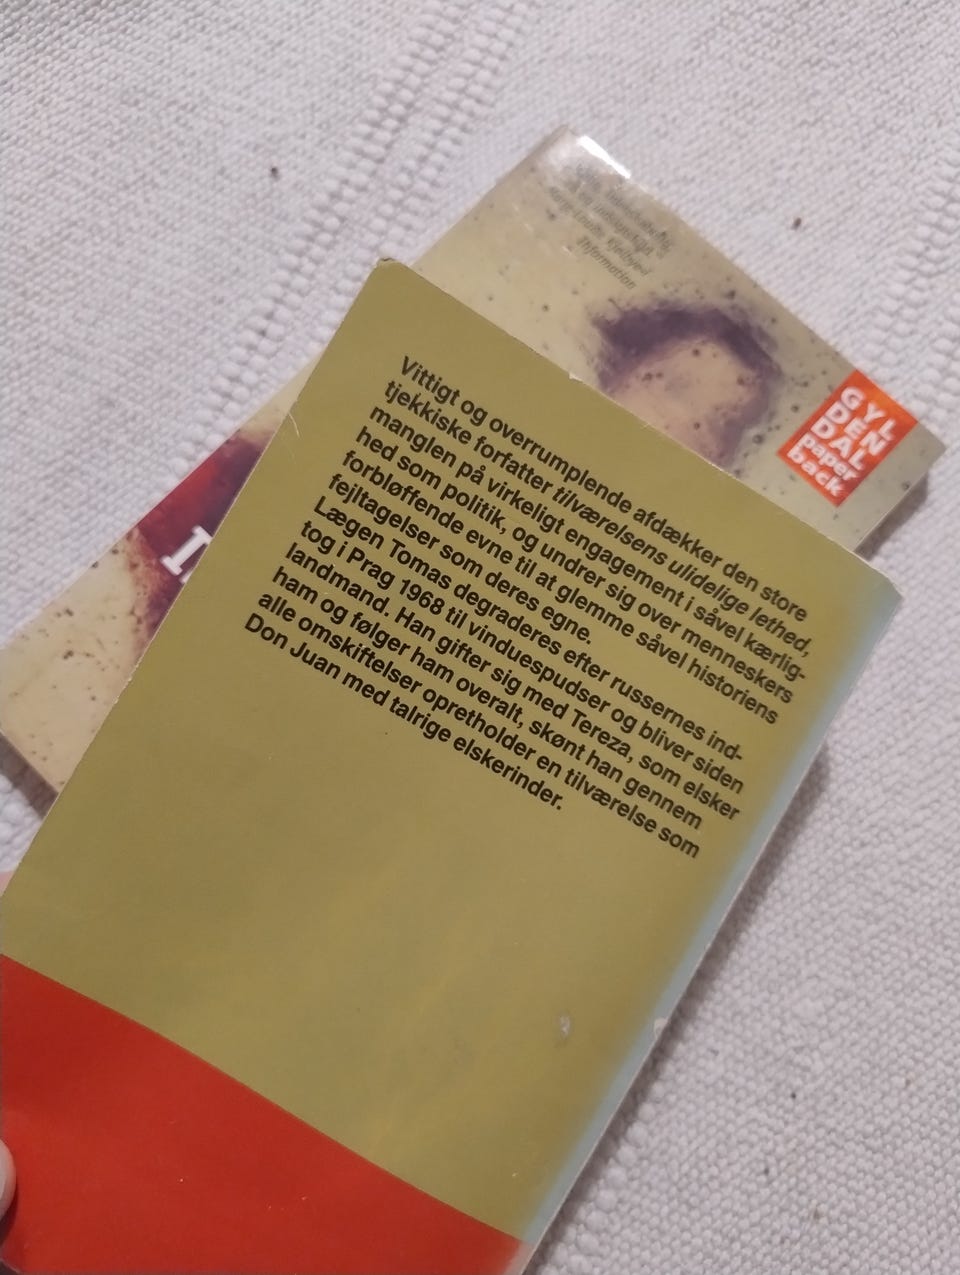 Vittigt og overrumplende afdækker den store
tjekkiske forfatter tilværelsens ulidelige lethed,
manglen på virkeligt engagement i såvel kærlig-
hed som politik, og undrer sig over menneskers
forbløffende evne til at glemme såvel historiens
fejltagelser som deres egne.
Lægen Tomas degraderes efter russernes ind-
tog i Prag 1968 til vinduespudser og bliver siden
landmand. Han gifter sig med Tereza, som elsker
ham og følger ham overalt, skønt han gennem
alle omskiftelser opretholder en tilværelse som
Don Juan med talrige elskerinder.
Information
GYL
DEN
DAL
paper
back